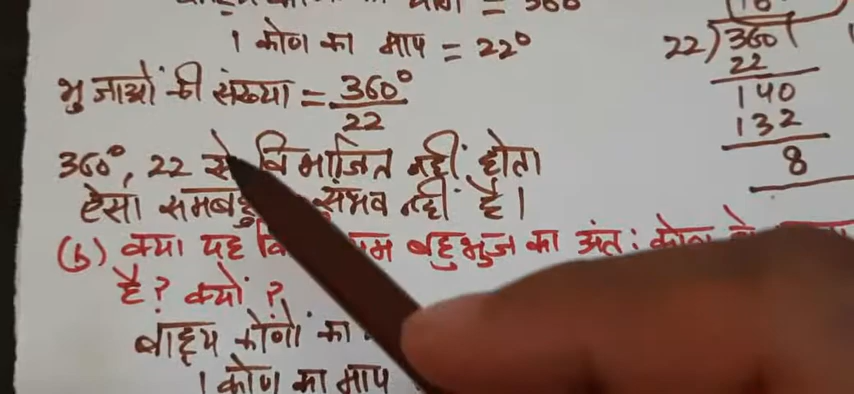 का योग = 360
1 कोण का माप = 22°
भुजाओं की संख्या = 360° / 22
360°, 22 से विभाजित नहीं होता
ऐसा संभव नहीं है।
(b) क्या यह बहुभुज का अंत: कोण
है? क्यों?
बाह्य कोणों का
1 कोण का माप
16
22)360(
22
140
132
8